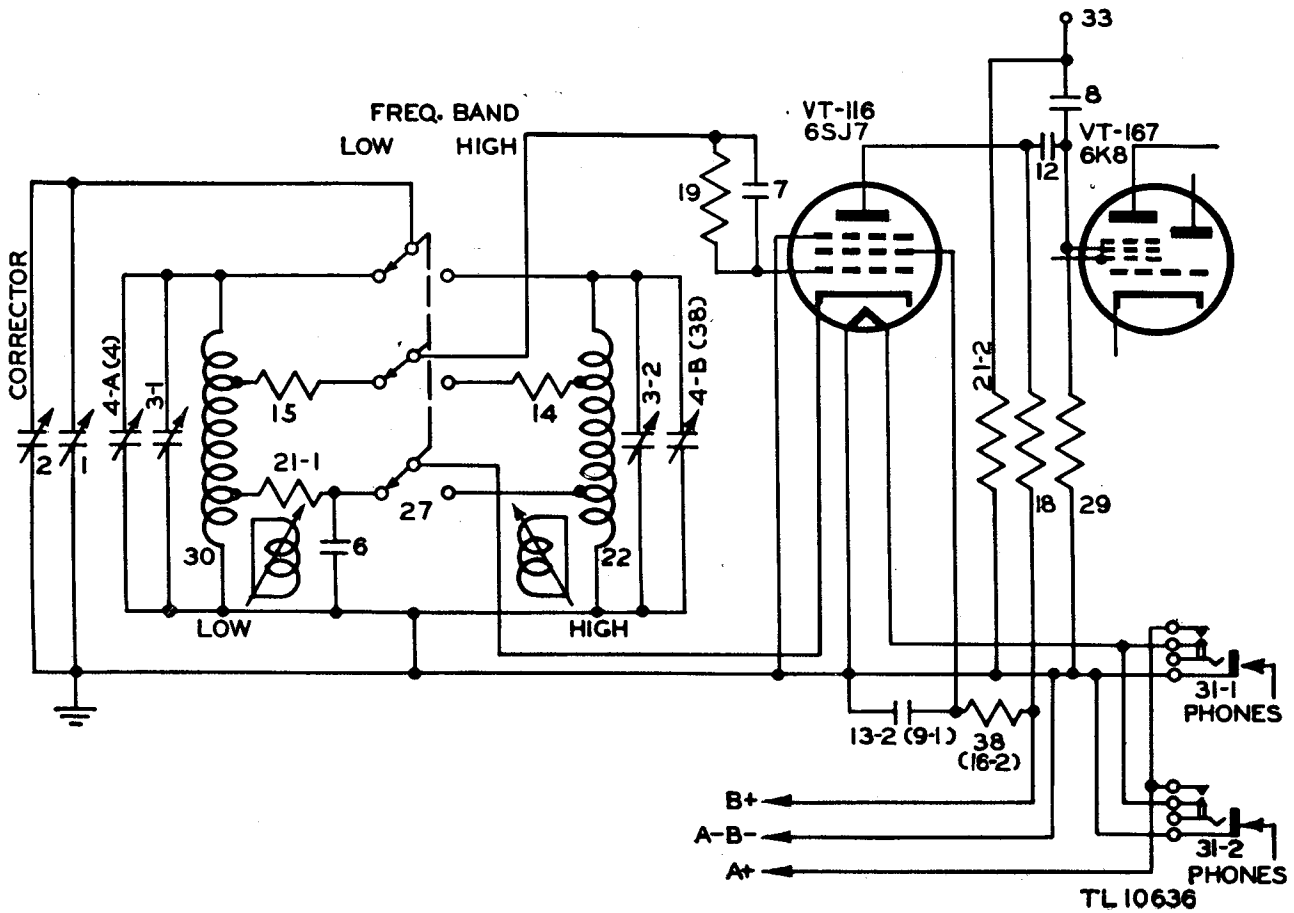 33
8
FREQ. BAND
LOW HIGH
VT-116
6SJ7
VT-167
6K8
12
19
7
CORRECTOR
4-A(4)
3-1
15
14
3-2
4-B(38)
21-2
2
1
21-1
27
18
29
30
6
22
LOW
HIGH
31-1
PHONES
13-2(9-1)
38
(16-2)
B+
A-B-
A+
31-2
PHONES
TL10636